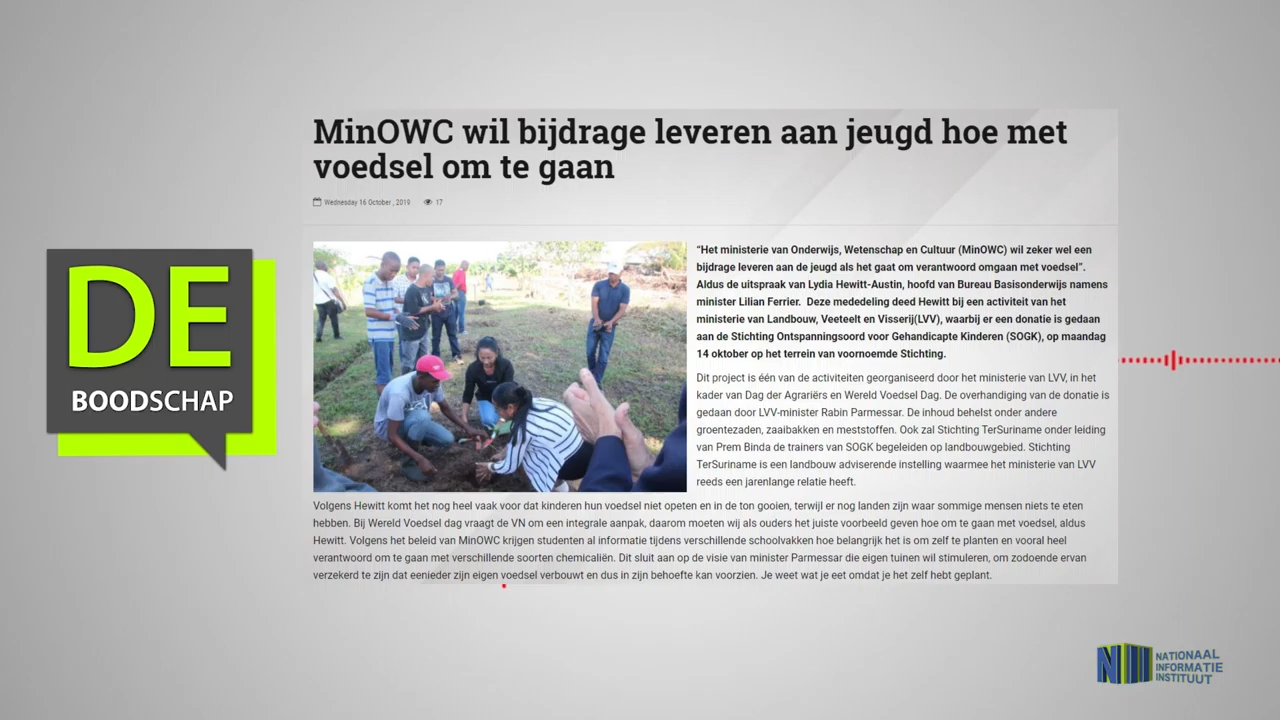 MinOWC wil bijdrage leveren aan jeugd hoe met
voedsel om te gaan
Wednesday 16 October , 2019 17
“Het ministerie van Onderwijs, Wetenschap en Cultuur (MinOWC) wil zeker wel een
bijdrage leveren aan de jeugd als het gaat om verantwoord omgaan met voedsel”.
Aldus de uitspraak van Lydia Hewitt-Austin, hoofd van Bureau Basisonderwijs namens
minister Lilian Ferrier. Deze mededeling deed Hewitt bij een activiteit van het
ministerie van Landbouw, Veeteelt en Visserij(LVV), waarbij er een donatie is gedaan
aan de Stichting Ontspanningsoord voor Gehandicapte Kinderen (SOGK), op maandag
14 oktober op het terrein van voornoemde Stichting.
Dit project is één van de activiteiten georganiseerd door het ministerie van LVV, in het
kader van Dag der Agrariërs en Wereld Voedsel Dag. De overhandiging van de donatie is
gedaan door LVV-minister Rabin Parmessar. De inhoud behelst onder andere
groentezaden, zaaibakken en meststoffen. Ook zal Stichting TerSuriname onder leiding
van Prem Binda de trainers van SOGK begeleiden op landbouwgebied. Stichting
TerSuriname is een landbouw adviserende instelling waarmee het ministerie van LVV
reeds een jarenlange relatie heeft.
Volgens Hewitt komt het nog heel vaak voor dat kinderen hun voedsel niet opeten en in de ton gooien, terwijl er nog landen zijn waar sommige mensen niets te eten
hebben. Bij Wereld Voedsel dag vraagt de VN om een integrale aanpak, daarom moeten wij als ouders het juiste voorbeeld geven hoe om te gaan met voedsel, aldus
Hewitt. Volgens het beleid van MinOWC krijgen studenten al informatie tijdens verschillende schoolvakken hoe belangrijk het is om zelf te planten en vooral heel
verantwoord om te gaan met verschillende soorten chemicaliën. Dit sluit aan op de visie van minister Parmessar die eigen tuinen wil stimuleren, om zodoende ervan
verzekerd te zijn dat eenieder zijn eigen voedsel verbouwt en dus in zijn behoefte kan voorzien. Je weet wat je eet omdat je het zelf hebt geplant.
DE
BOODSCHAP
NATIONAAL
INFORMATIE
INSTITUUT